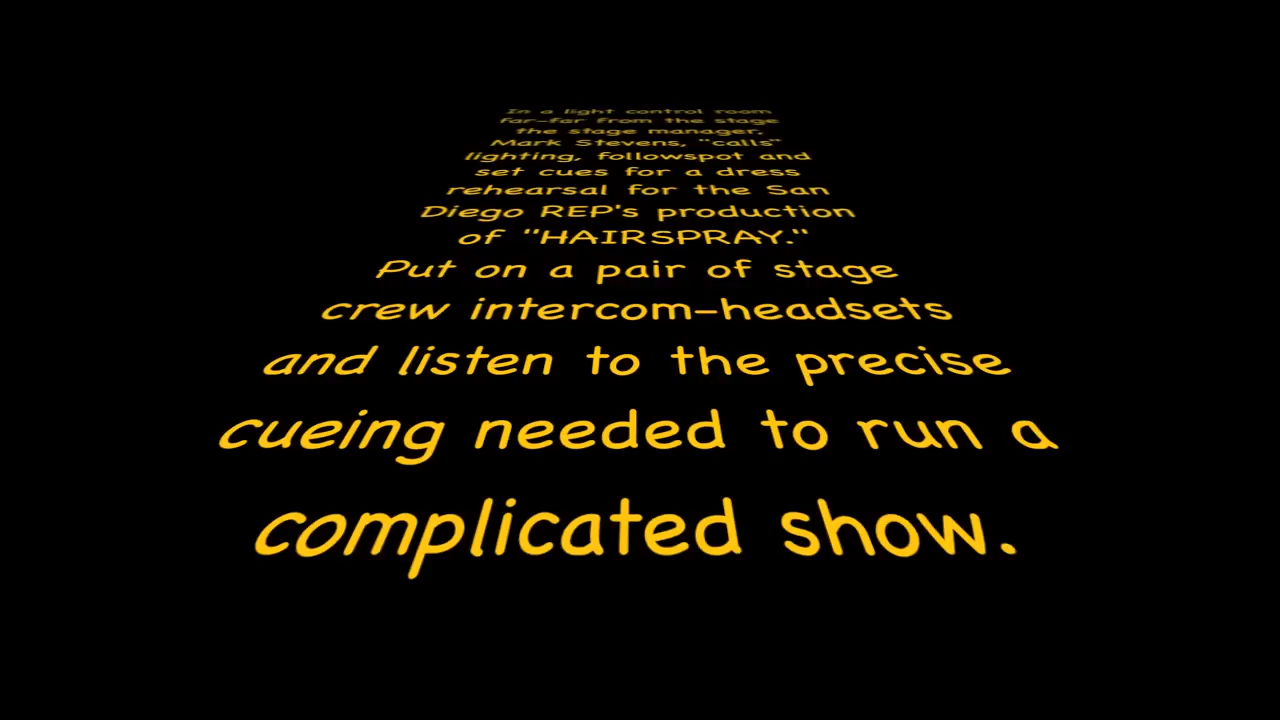 In a light control room
far-far from the stage
the stage manager,
Mark Stevens, "calls"
lighting, followspot and
set cues for a dress
rehearsal for the San
Diego REP's production
of "HAIRSPRAY."
Put on a pair of stage
crew intercom-headsets
and listen to the precise
cueing needed to run a
complicated show.